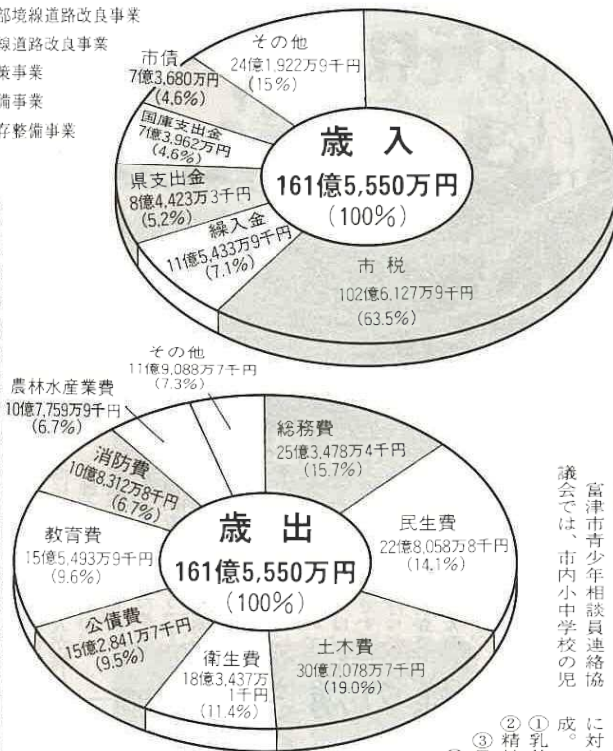 部境線道路改良事業
線道路改良事業
策事業
備事業
存整備事業
歳入
161億5,550万円
(100%)
その他
24億1,922万9千円
(15%)
市債
7億3,680万円
(4.6%)
国庫支出金
7億3,962万円
(4.6%)
県支出金
8億4,423万3千円
(5.2%)
繰入金
11億5,433万9千円
(7.1%)
市税
102億6,127万9千円
(63.5%)
歳出
161億5,550万円
(100%)
その他
11億9,088万7千円
(7.3%)
農林水産業費
10億7,759万9千円
(6.7%)
消防費
10億8,312万8千円
(6.7%)
教育費
15億5,493万9千円
(9.6%)
公債費
15億2,841万7千円
(9.5%)
衛生費
18億3,437万
1千円
(11.4%)
土木費
30億7,078万7千円
(19.0%)
民生費
22億8,058万8千円
(14.1%)
総務費
25億3,478万4千円
(15.7%)
富津市青少年相談員連絡協
議会では、市内小中学校の児
に対
成。
①乳
②精
③